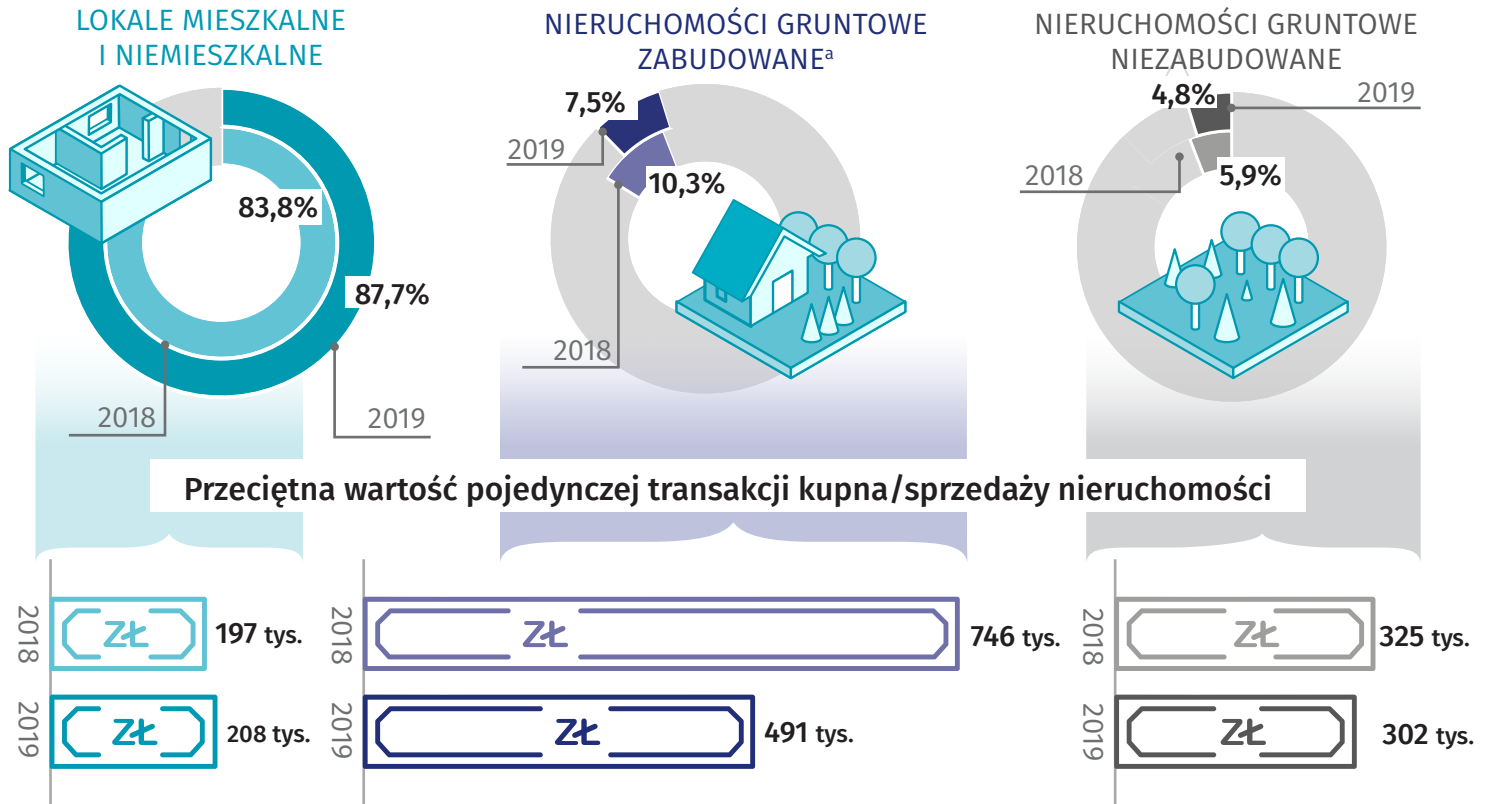 LOKALE MIESZKALNE
I NIEMIESZKALNE
83,8%
87,7%
2018
2019
NIERUCHOMOŚCI GRUNTOWE
ZABUDOWANEᵃ
7,5%
2019
10,3%
2018
NIERUCHOMOŚCI GRUNTOWE
NIEZABUDOWANE
4,8%
2019
2018
5,9%
Przeciętna wartość pojedynczej transakcji kupna/sprzedaży nieruchomości
2018
ZŁ
197 tys.
2019
ZŁ
208 tys.
2018
ZŁ
746 tys.
2019
ZŁ
491 tys.
2018
ZŁ
325 tys.
2019
ZŁ
302 tys.